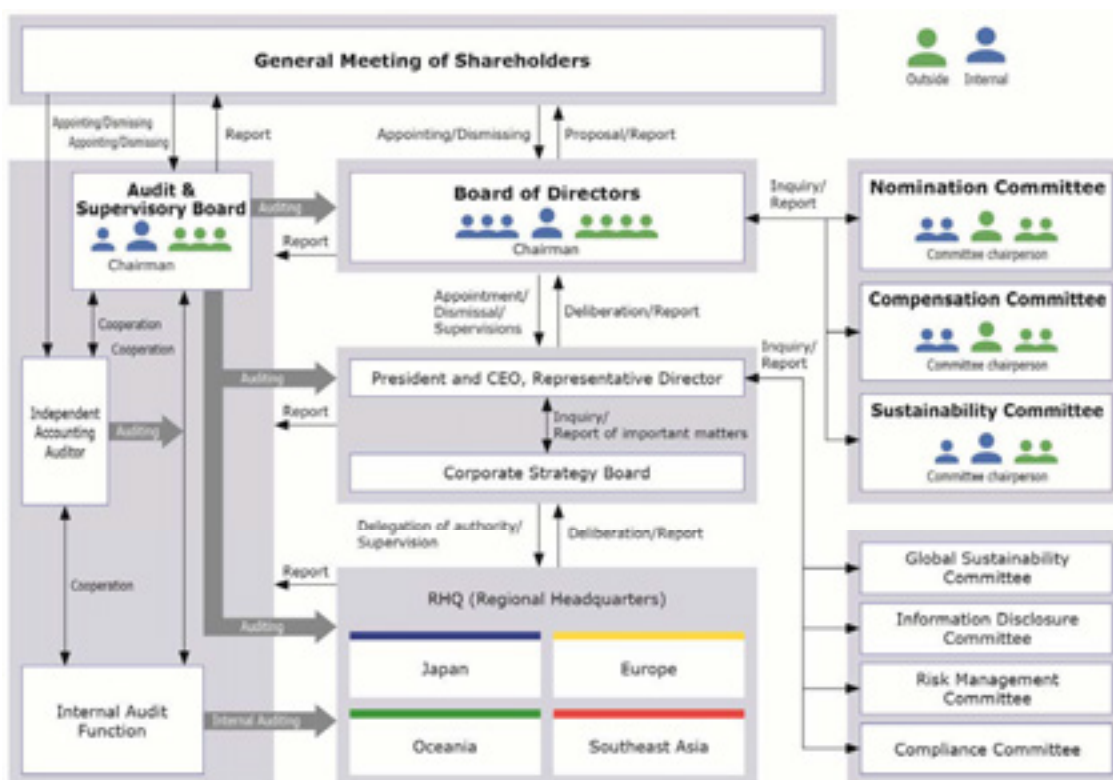 General Meeting of Shareholders
Outside
Internal
Appointing/Dismissing
Appointing/Dismissing
Report
Appointing/Dismissing
Proposal/Report
Audit &
Supervisory Board
Chairman
Auditing
Report
Board of Directors
Chairman
Inquiry/
Report
Nomination Committee
Committee chairperson
Compensation Committee
Committee chairperson
Sustainability Committee
Committee chairperson
Appointment/
Dismissal/
Supervisions
Deliberation/Report
Cooperation
Cooperation
Auditing
Report
President and CEO, Representative Director
Inquiry/
Report
Inquiry/
Report of important matters
Corporate Strategy Board
Independent
Accounting
Auditor
Auditing
Delegation of authority/
Supervision
Deliberation/Report
Cooperation
Report
Auditing
RHQ (Regional Headquarters)
Japan
Europe
Oceania
Southeast Asia
Internal Audit
Function
Internal Auditing
Global Sustainability
Committee
Information Disclosure
Committee
Risk Management
Committee
Compliance Committee